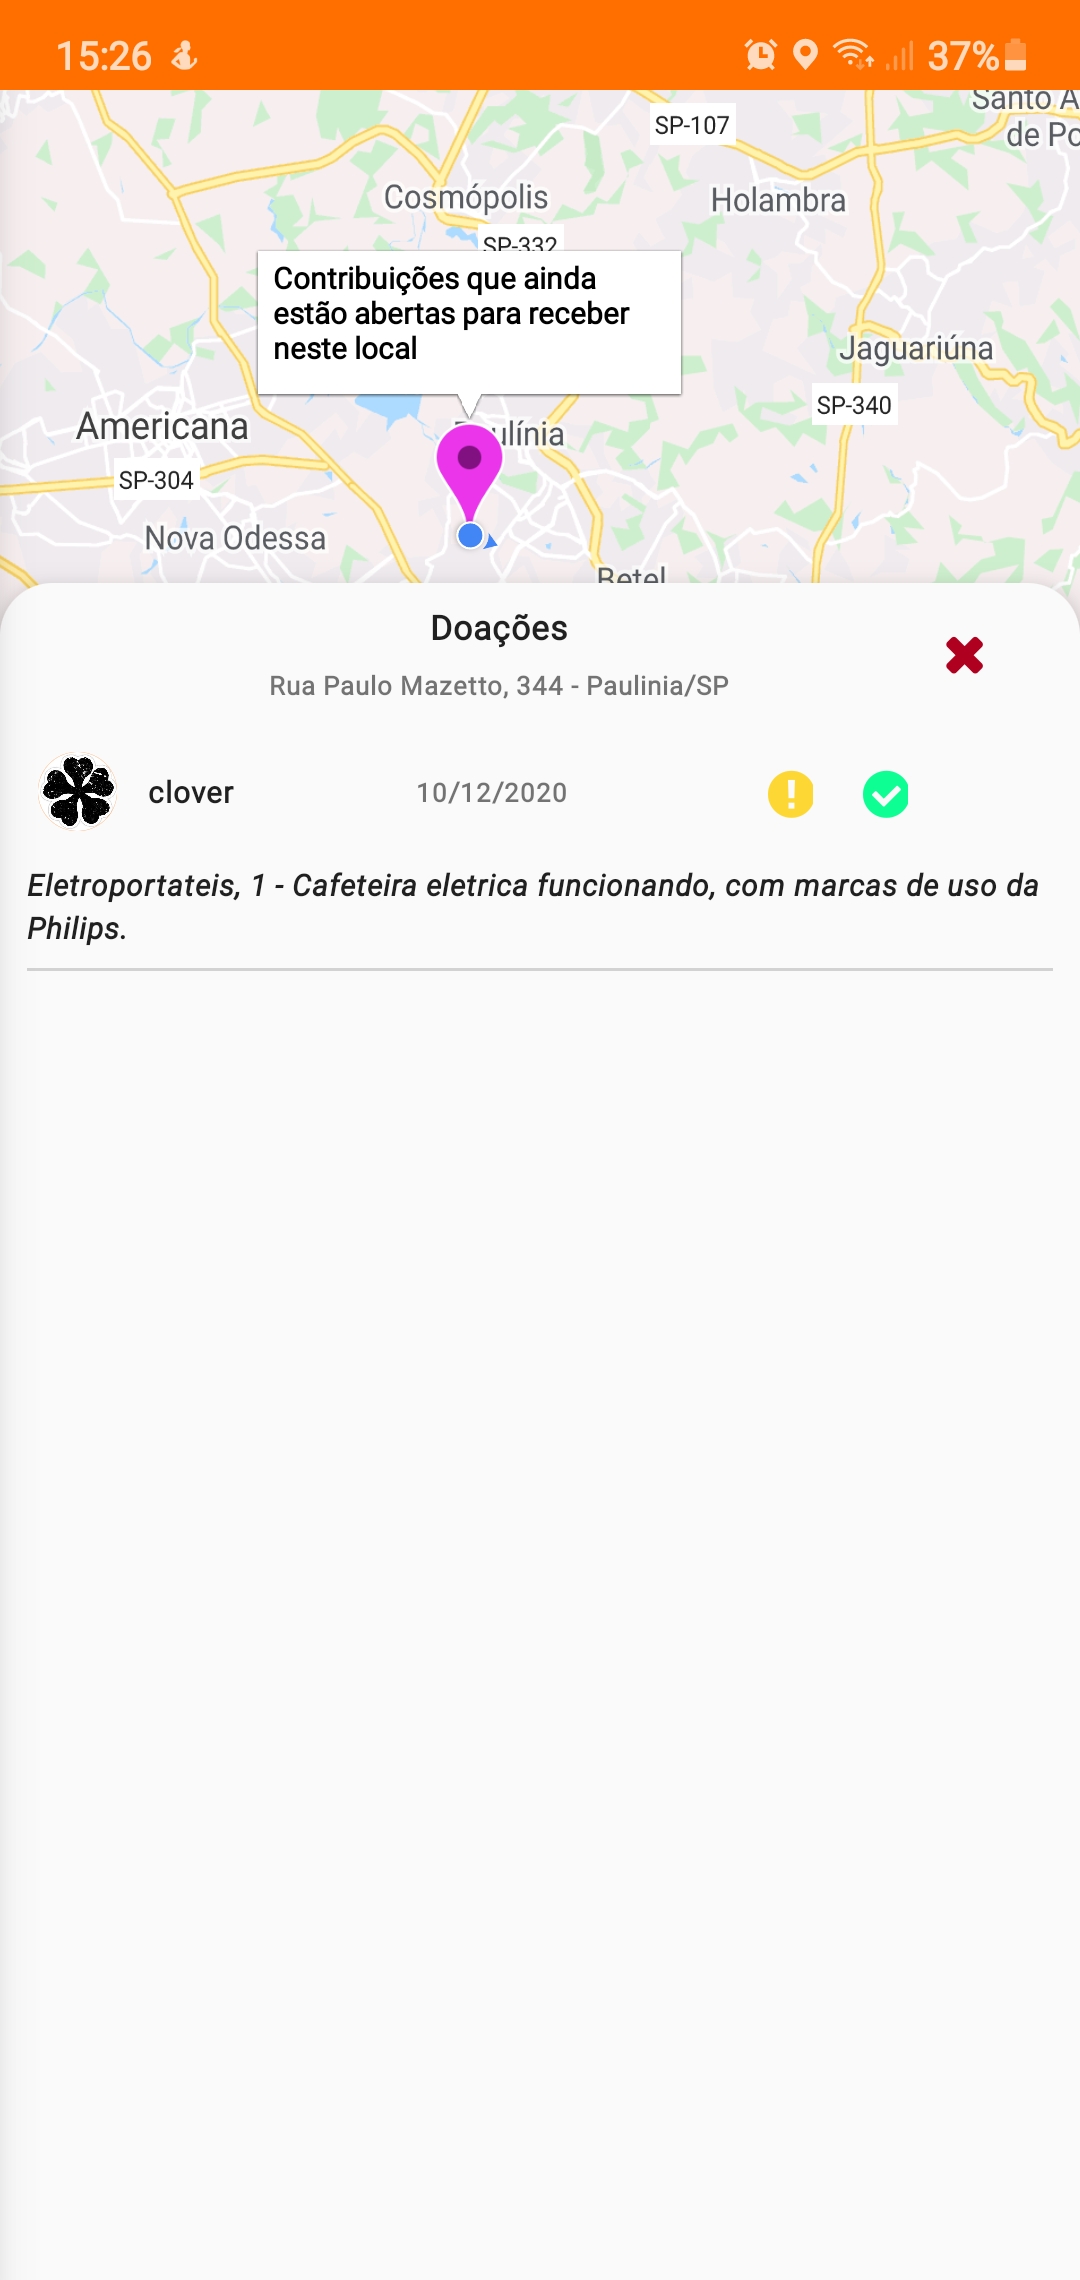 15:26
37%
Santo A
de Po
SP-107
Cosmópolis
Holambra
SP-332
Contribuições que ainda
estão abertas para receber
neste local
Jaguariúna
SP-340
Americana
ulínia
SP-304
Nova Odessa
Betel
Doações
Rua Paulo Mazetto, 344 - Paulinia/SP
clover
10/12/2020
Eletroportateis, 1 - Cafeteira eletrica funcionando, com marcas de uso da
Philips.